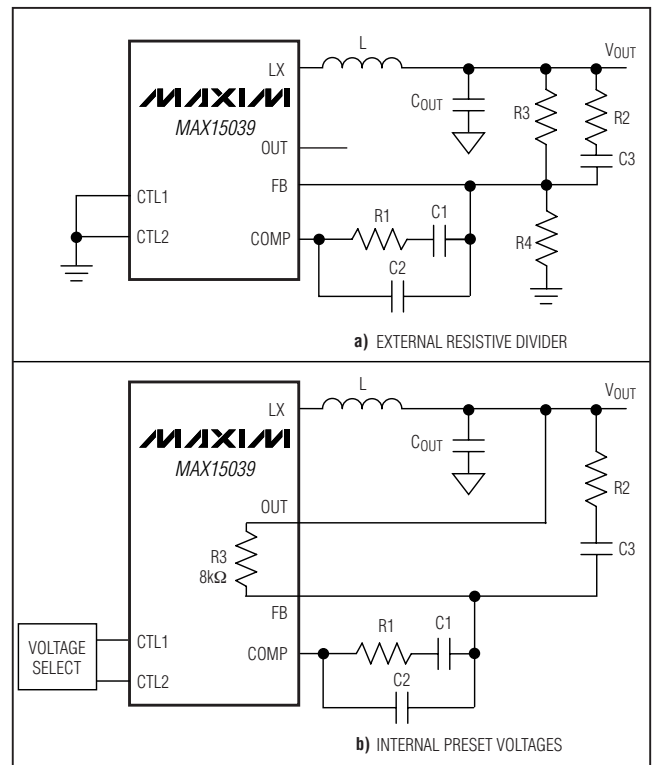 L
VOUT
LX
MAXIM
MAX15039
COUT
R3
R2
OUT
C3
FB
CTL1
R1
C1
CTL2
COMP
R4
C2
a) EXTERNAL RESISTIVE DIVIDER
L
VOUT
LX
MAXIM
MAX15039
COUT
R2
OUT
R3
8kΩ
C3
FB
VOLTAGE
SELECT
CTL1
R1
C1
CTL2
COMP
C2
b) INTERNAL PRESET VOLTAGES